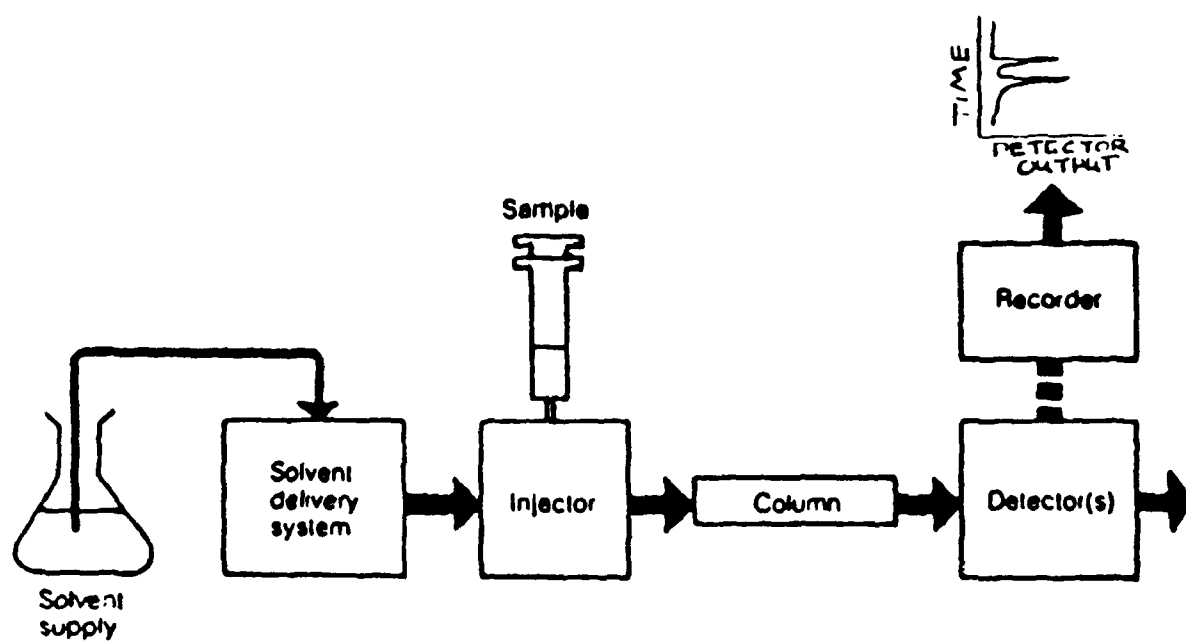 TIME
DETECTOR
OUTPUT
Sample
Recorder
Solvent
delivery
system
Injector
Column
Detector(s)
Solvent
supply